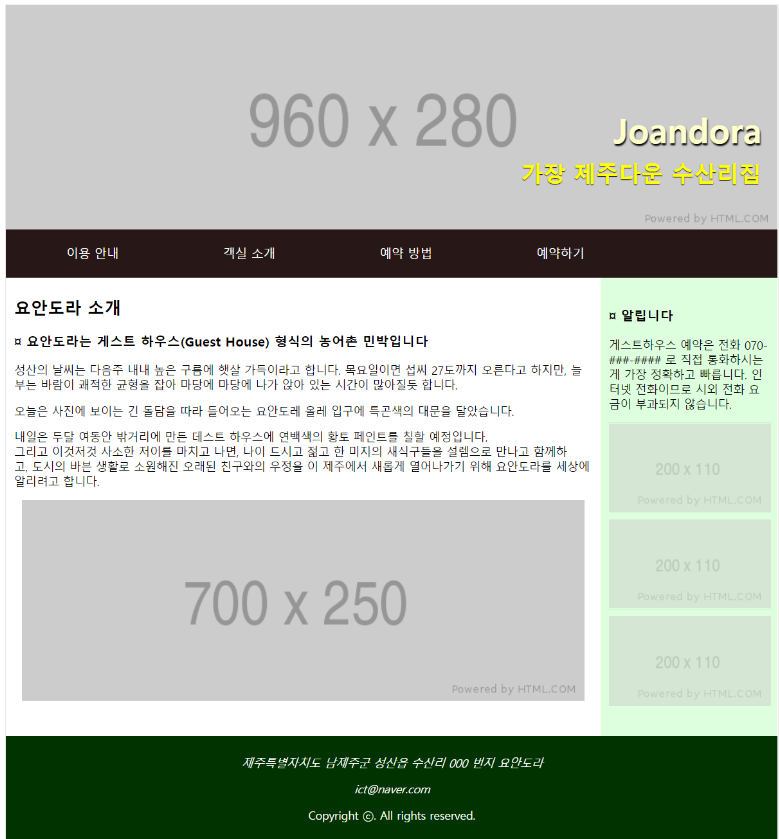 960 x 280
Joandora
가장 제주다운 수산리집
Powered by HTML.COM
이용 안내 객실 소개 예약 방법 예약하기
요안도라 소개
¤ 요안도라는 게스트 하우스(Guest House) 형식의 농어촌 민박입니다
성산의 날씨는 다음주 내내 높은 구름에 햇살 가득이라고 합니다. 목요일이면 섭씨 27도까지 오른다고 하지만, 늘
부는 바람이 쾌적한 균형을 잡아 마당에 마당에 나가 앉아 있는 시간이 많아질듯 합니다.
오늘은 사진에 보이는 긴 돌담을 따라 들어오는 요안도레 올레 입구에 특곤색의 대문을 달았습니다.
내일은 두달 여동안 밖거리에 만든 데스트 하우스에 연백색의 황토 페인트를 칠할 예정입니다.
그리고 이것저것 사소한 저이를 마치고 나면, 나이 드시고 젊고 한 미지의 새식구들을 설렘으로 만나고 함께하
고, 도시의 바쁜 생활로 소원해진 오래된 친구와의 우정을 이 제주에서 새롭게 열어나가기 위해 요안도라를 세상에
알리려고 합니다.
700 x 250
Powered by HTML.COM
¤ 알립니다
게스트하우스 예약은 전화 070-
###-#### 로 직접 통화하시는
게 가장 정확하고 빠릅니다. 인
터넷 전화이므로 시외 전화 요
금이 부과되지 않습니다.
200 x 110
Powered by HTML.COM
200 x 110
Powered by HTML.COM
200 x 110
Powered by HTML.COM
제주특별자치도 남제주군 성산읍 수산리 000 번지 요안도라
ict@naver.com
Copyright ⓒ. All rights reserved.